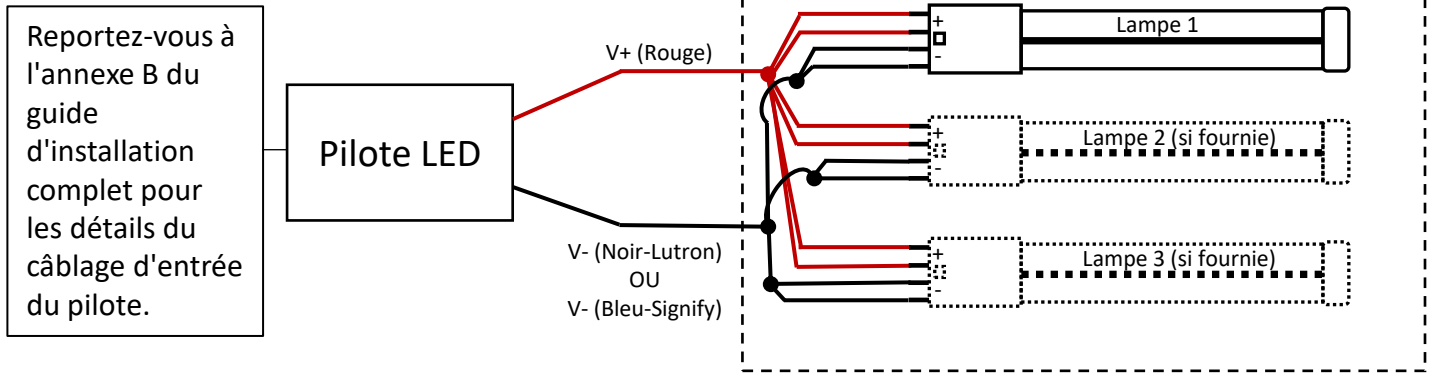 Reportez-vous à
l'annexe B du
guide
d'installation
complet pour
les détails du
câblage d'entrée
du pilote.
Pilote LED
V+ (Rouge)
V- (Noir-Lutron)
OU
V- (Bleu-Signify)
+
-
Lampe 1
+
-
Lampe 2 (si fournie)
+
-
Lampe 3 (si fournie)